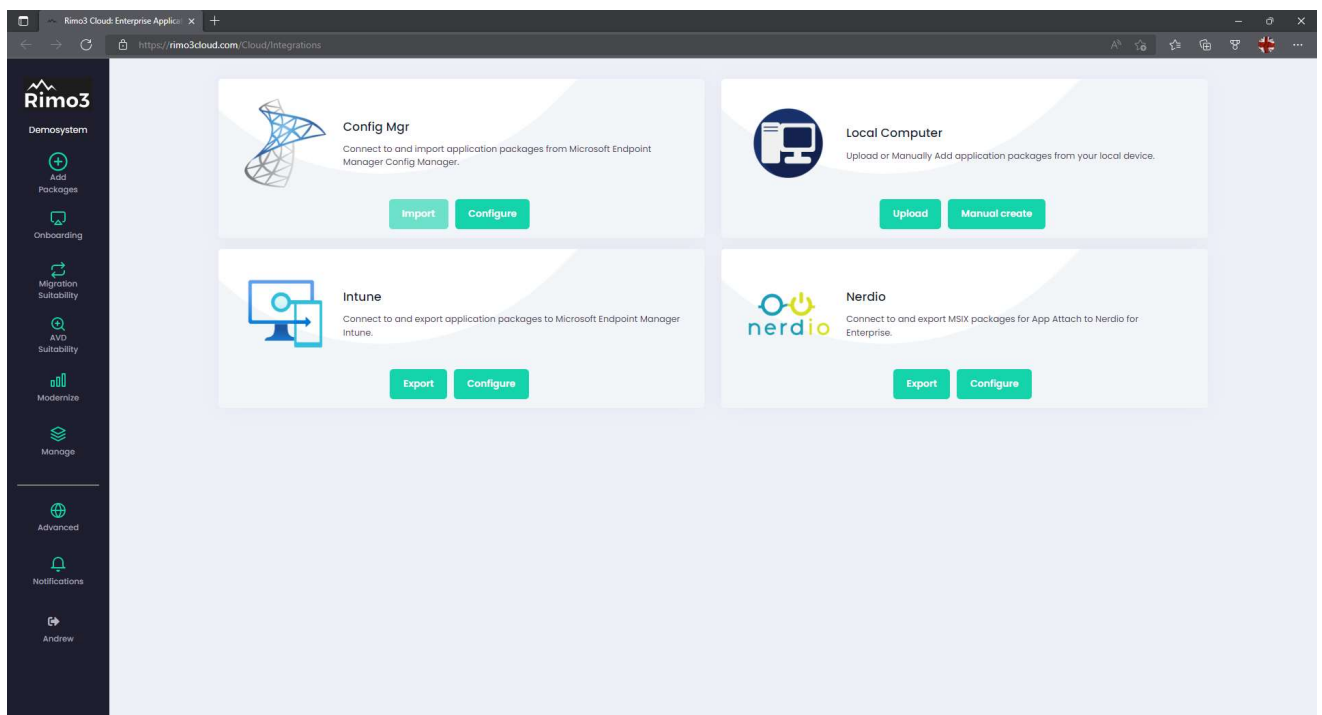 Rimo3 Cloud: Enterprise Applica
https://rimo3cloud.com/Cloud/Integrations
Rimo3
Demosystem
Add
Packages
Onboarding
Migration
Suitability
AVD
Suitability
Modernize
Manage
Advanced
Notifications
Andrew
Config Mgr
Connect to and import application packages from Microsoft Endpoint
Manager Config Manager.
Import
Configure
Local Computer
Upload or Manually Add application packages from your local device.
Upload
Manual create
Intune
Connect to and export application packages to Microsoft Endpoint Manager
Intune.
Export
Configure
nerdio
Nerdio
Connect to and export MSIX packages for App Attach to Nerdio for
Enterprise.
Export
Configure